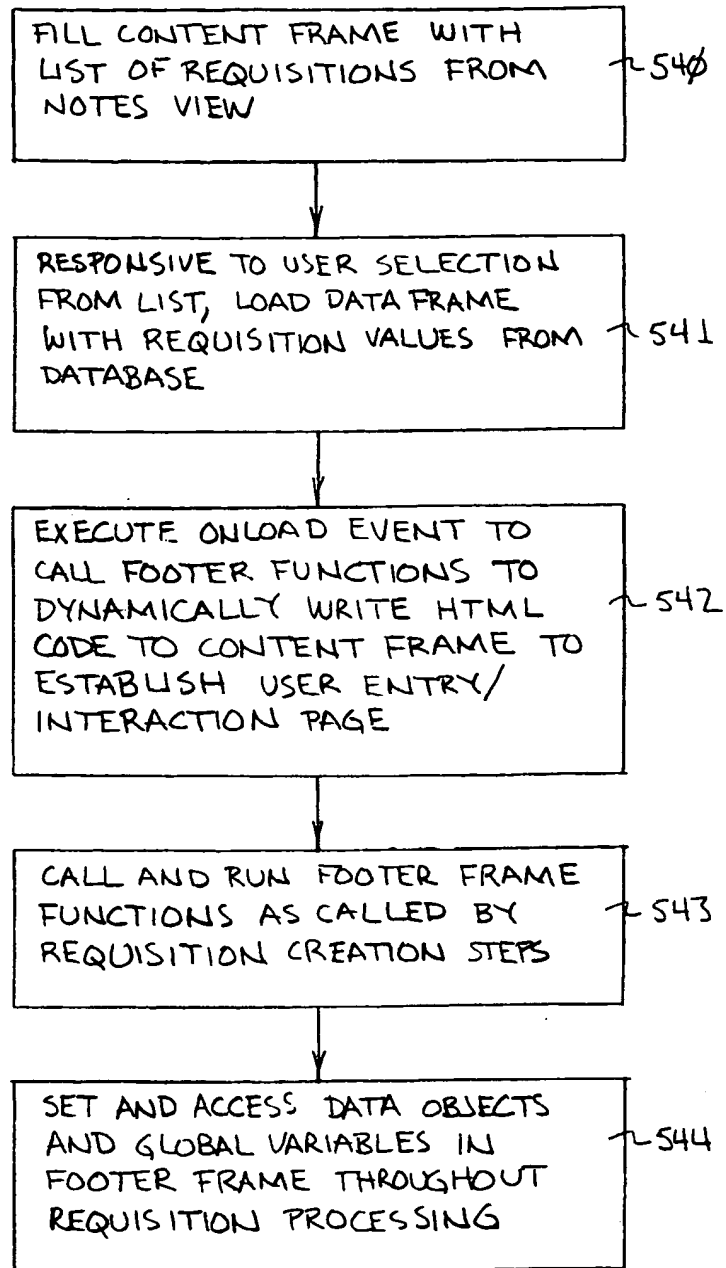 FILL CONTENT FRAME WITH
LIST OF REQUISITIONS FROM
NOTES VIEW
540
RESPONSIVE TO USER SELECTION
FROM LIST, LOAD DATA FRAME
WITH REQUISITION VALUES FROM
DATABASE
541
EXECUTE ONLOAD EVENT TO
CALL FOOTER FUNCTIONS TO
DYNAMICALLY WRITE HTML
CODE TO CONTENT FRAME TO
ESTABLISH USER ENTRY/
INTERACTION PAGE
542
CALL AND RUN FOOTER FRAME
FUNCTIONS AS CALLED BY
REQUISITION CREATION STEPS
543
SET AND ACCESS DATA OBJECTS
AND GLOBAL VARIABLES IN
FOOTER FRAME THROUGHOUT
REQUISITION PROCESSING
544